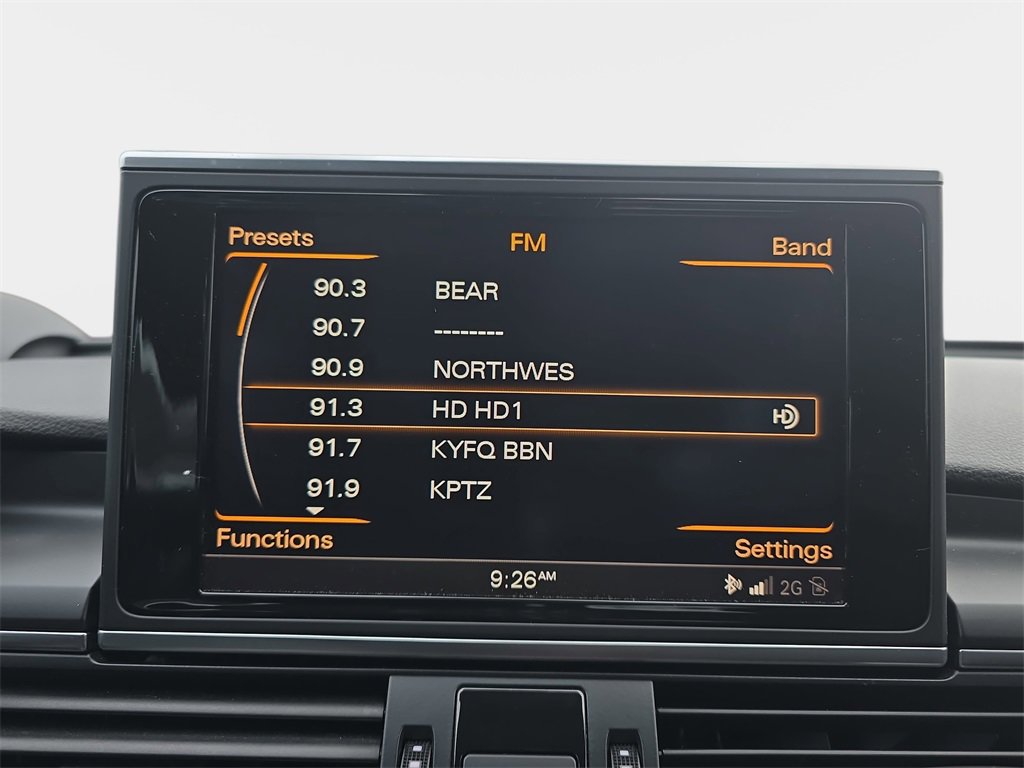 Presets FM Band
90.3 BEAR
90.7 --------
90.9 NORTHWES
91.3 HD HD1 HD
91.7 KYFQ BBN
91.9 KPTZ
Functions Settings
9:26AM 2G